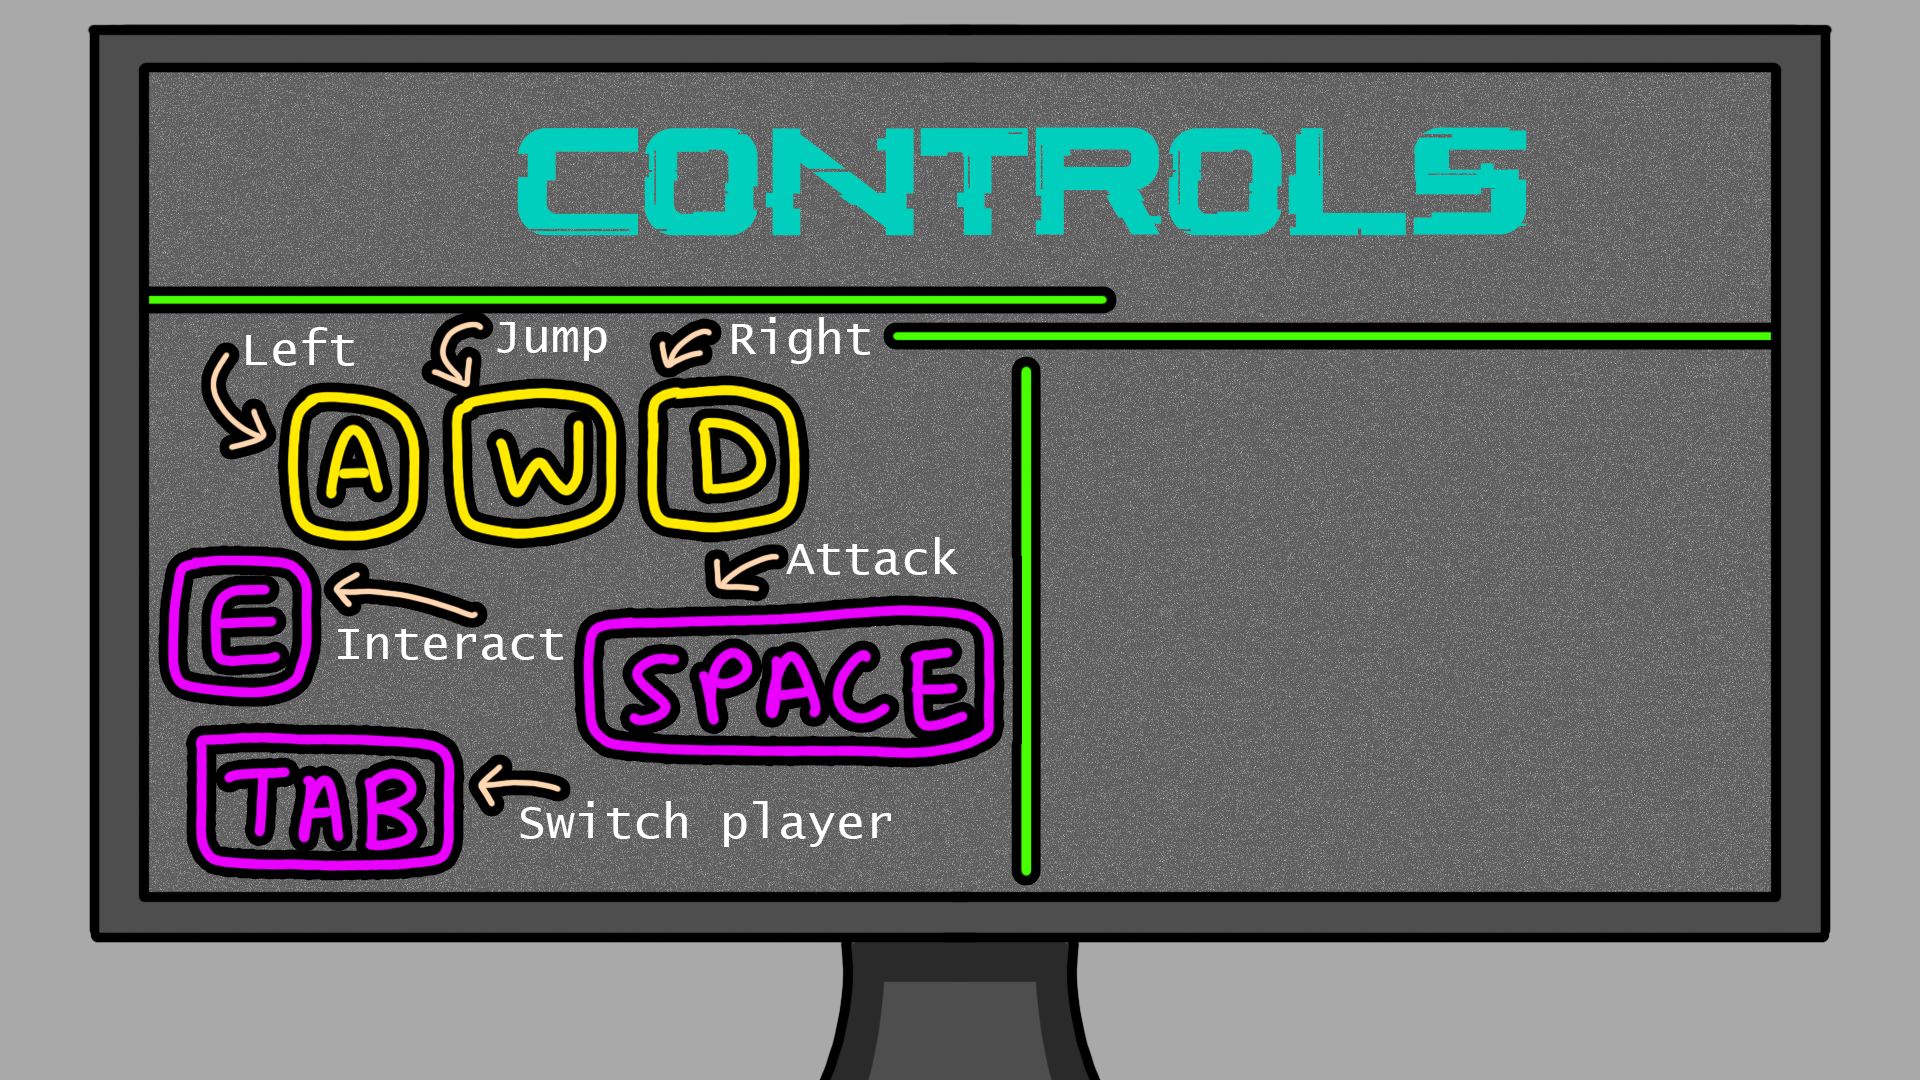 CONTROLS
Left
Jump
Right
A
W
D
Attack
E
Interact
SPACE
TAB
Switch player